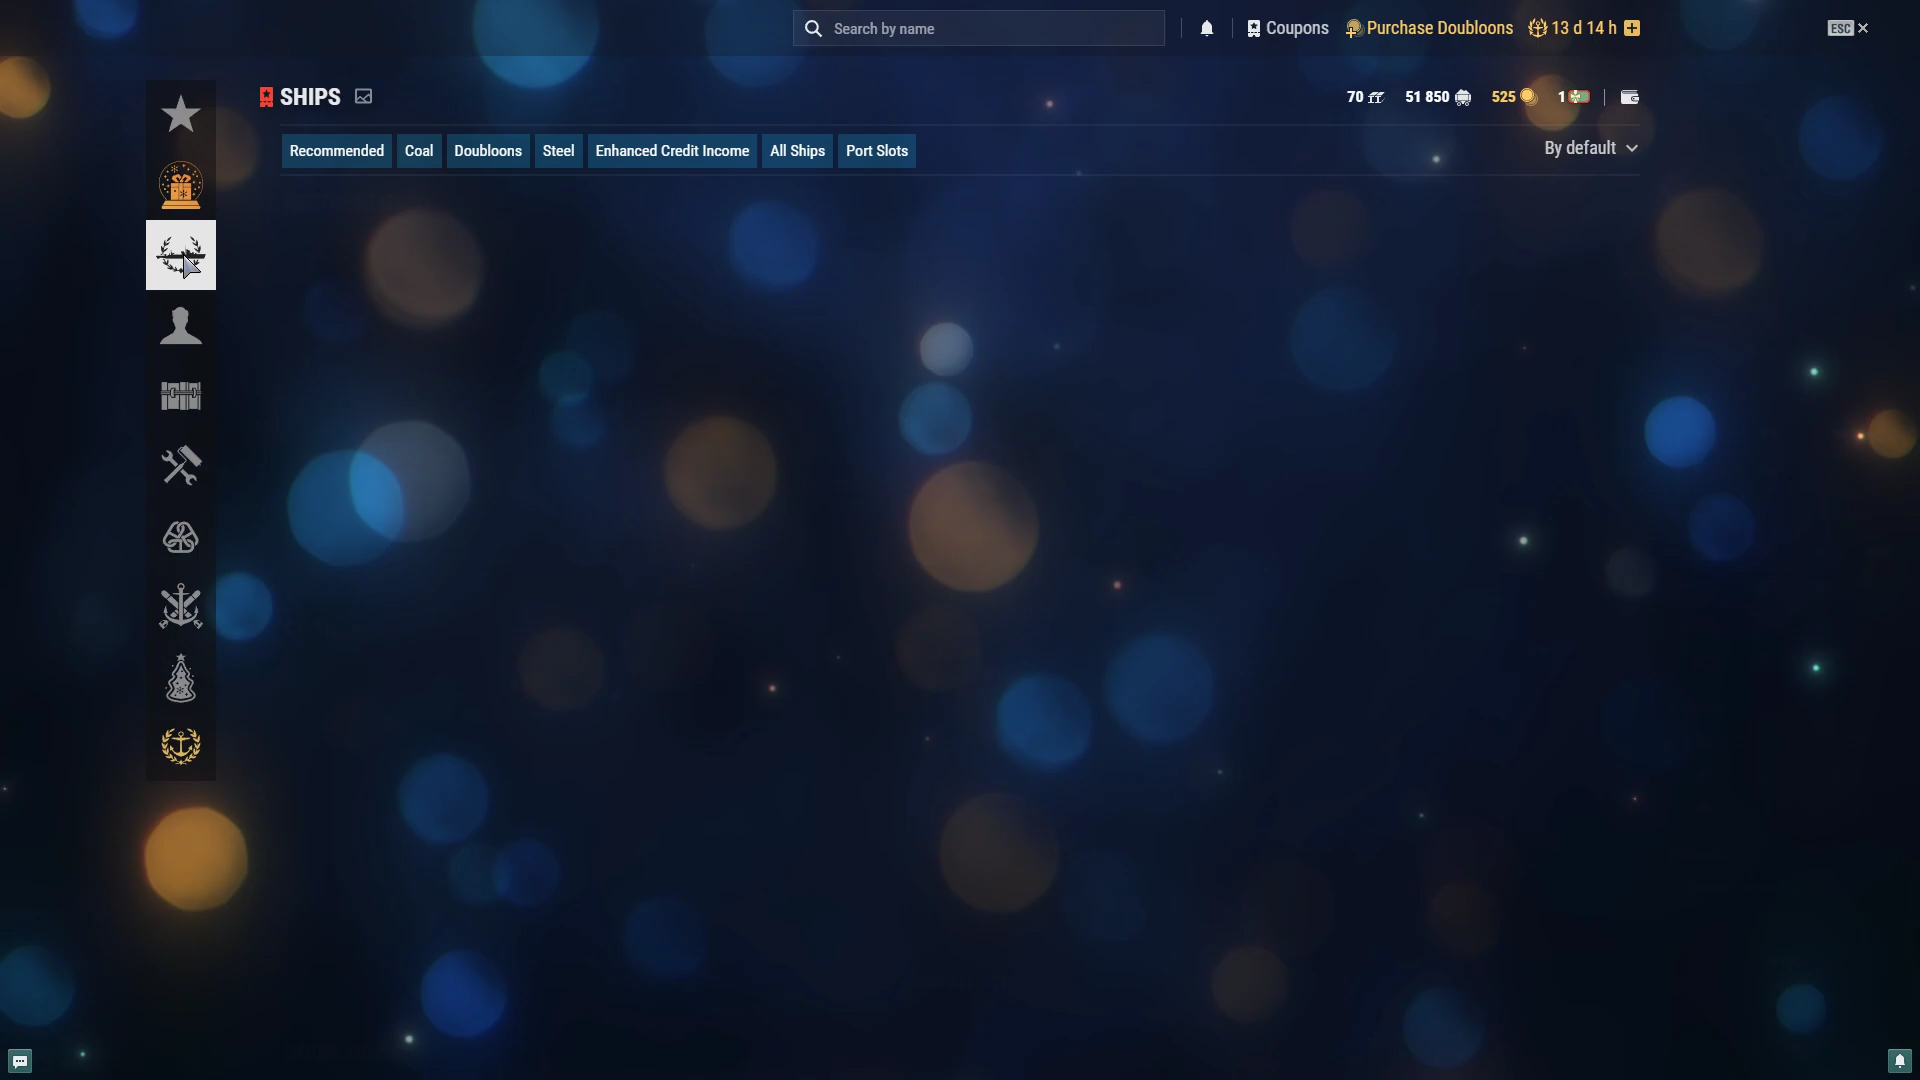 Search by name
Coupons
Purchase Doubloons
13 d 14 h
ESC
SHIPS
70
51 850
525
1
Recommended
Coal
Doubloons
Steel
Enhanced Credit Income
All Ships
Port Slots
By default